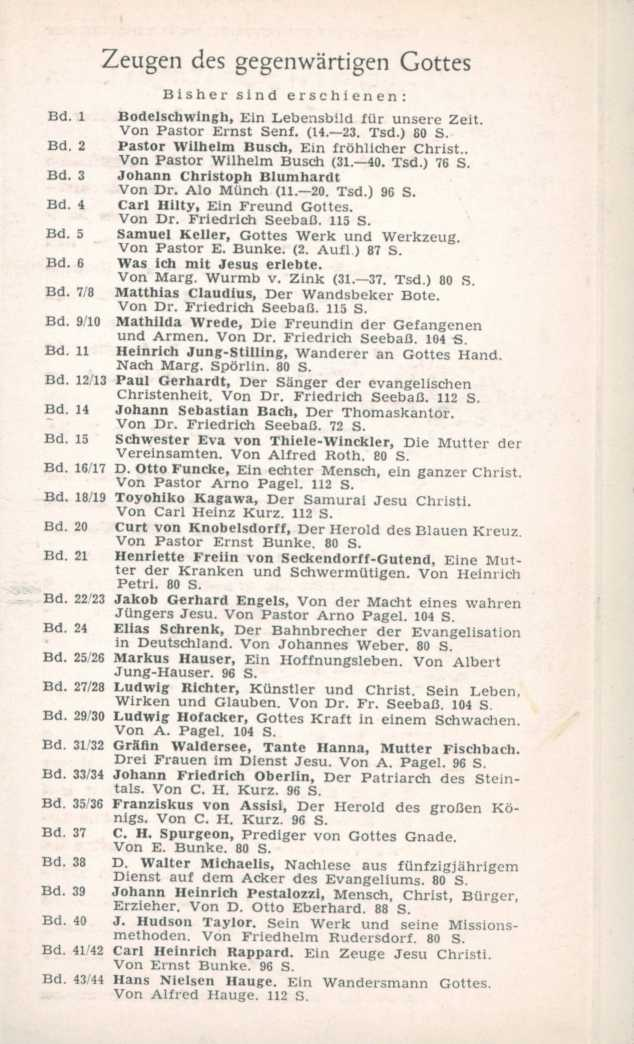 Zeugen des gegenwärtigen Gottes
Bisher sind erschienen:
Bd. 1 Bodelschwingh, Ein Lebensbild für unsere Zeit.
Von Pastor Ernst Senf. (14.—23. Tsd.) 80 S.
Bd. 2 Pastor Wilhelm Busch, Ein fröhlicher Christ..
Von Pastor Wilhelm Busch (31.—40. Tsd.) 76 S.
Bd. 3 Johann Christoph Blumhardt
Von Dr. Alo Münch (11.—20. Tsd.) 96 S.
Bd. 4 Carl Hilty, Ein Freund Gottes.
Von Dr. Friedrich Seebaß. 115 S.
Bd. 5 Samuel Keller, Gottes Werk und Werkzeug.
Von Pastor E. Bunke. (2. Aufl.) 87 S.
Bd. 6 Was ich mit Jesus erlebte.
Von Marg. Wurmb v. Zink (31.—37. Tsd.) 80 S.
Bd. 7/8 Matthias Claudius, Der Wandsbeker Bote.
Von Dr. Friedrich Seebaß. 115 S.
Bd. 9/10 Mathilda Wrede, Die Freundin der Gefangenen
und Armen. Von Dr. Friedrich Seebaß. 104 S.
Bd. 11 Heinrich Jung-Stilling, Wanderer an Gottes Hand.
Nach Marg. Spörlin. 80 S.
Bd. 12/13 Paul Gerhardt, Der Sänger der evangelischen
Christenheit. Von Dr. Friedrich Seebaß. 112 S.
Bd. 14 Johann Sebastian Bach, Der Thomaskantor.
Von Dr. Friedrich Seebaß. 72 S.
Bd. 15 Schwester Eva von Thiele-Winckler, Die Mutter der
Vereinsamten. Von Alfred Roth. 80 S.
Bd. 16/17 D. Otto Funcke, Ein echter Mensch, ein ganzer Christ.
Von Pastor Arno Pagel. 112 S.
Bd. 18/19 Toyohiko Kagawa, Der Samurai Jesu Christi.
Von Carl Heinz Kurz. 112 S.
Bd. 20 Curt von Knobelsdorff, Der Herold des Blauen Kreuz.
Von Pastor Ernst Bunke. 80 S.
Bd. 21 Henriette Freiin von Seckendorff-Gutend, Eine Mut-
ter der Kranken und Schwermütigen. Von Heinrich
Petri. 80 S.
Bd. 22/23 Jakob Gerhard Engels, Von der Macht eines wahren
Jüngers Jesu. Von Pastor Arno Pagel. 104 S.
Bd. 24 Elias Schrenk, Der Bahnbrecher der Evangelisation
in Deutschland. Von Johannes Weber. 80 S.
Bd. 25/26 Markus Hauser, Ein Hoffnungsleben. Von Albert
Jung-Hauser. 96 S.
Bd. 27/28 Ludwig Richter, Künstler und Christ. Sein Leben,
Wirken und Glauben. Von Dr. Fr. Seebaß. 104 S.
Bd. 29/30 Ludwig Hofacker, Gottes Kraft in einem Schwachen.
Von A. Pagel. 104 S.
Bd. 31/32 Gräfin Waldersee, Tante Hanna, Mutter Fischbach.
Drei Frauen im Dienst Jesu. Von A. Pagel. 96 S.
Bd. 33/34 Johann Friedrich Oberlin, Der Patriarch des Stein-
tals. Von C. H. Kurz. 96 S.
Bd. 35/36 Franziskus von Assisi, Der Herold des großen Kö-
nigs. Von C. H. Kurz. 96 S.
Bd. 37 C. H. Spurgeon, Prediger von Gottes Gnade.
Von E. Bunke. 80 S.
Bd. 38 D. Walter Michaelis, Nachlese aus fünfzigjährigem
Dienst auf dem Acker des Evangeliums. 80 S.
Bd. 39 Johann Heinrich Pestalozzi, Mensch, Christ, Bürger,
Erzieher. Von D. Otto Eberhard. 88 S.
Bd. 40 J. Hudson Taylor. Sein Werk und seine Missions-
methoden. Von Friedhelm Rudersdorf. 80 S.
Bd. 41/42 Carl Heinrich Rappard. Ein Zeuge Jesu Christi.
Von Ernst Bunke. 96 S.
Bd. 43/44 Hans Nielsen Hauge. Ein Wandersmann Gottes.
Von Alfred Hauge. 112 S.